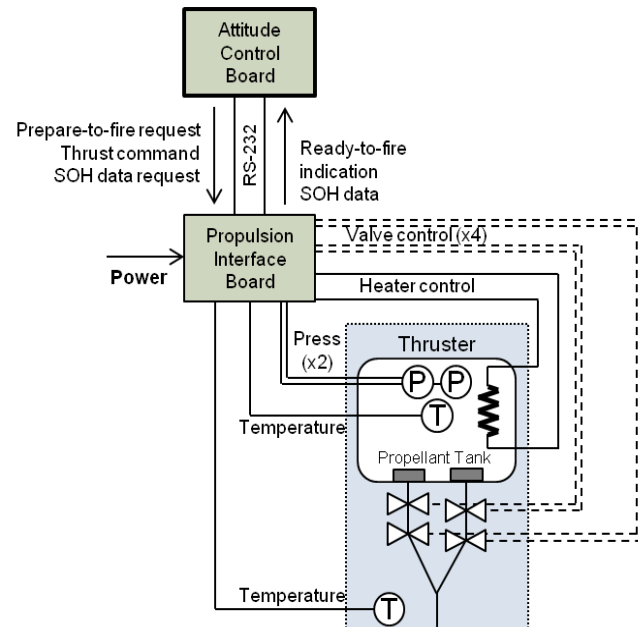 Attitude
Control
Board
Prepare-to-fire request
Thrust command
SOH data request
RS-232
Ready-to-fire
indication
SOH data
Propulsion
Interface
Board
Power
Valve control (x4)
Heater control
Press
(x2)
Thruster
P
P
T
Temperature
Propellant Tank
Temperature
T